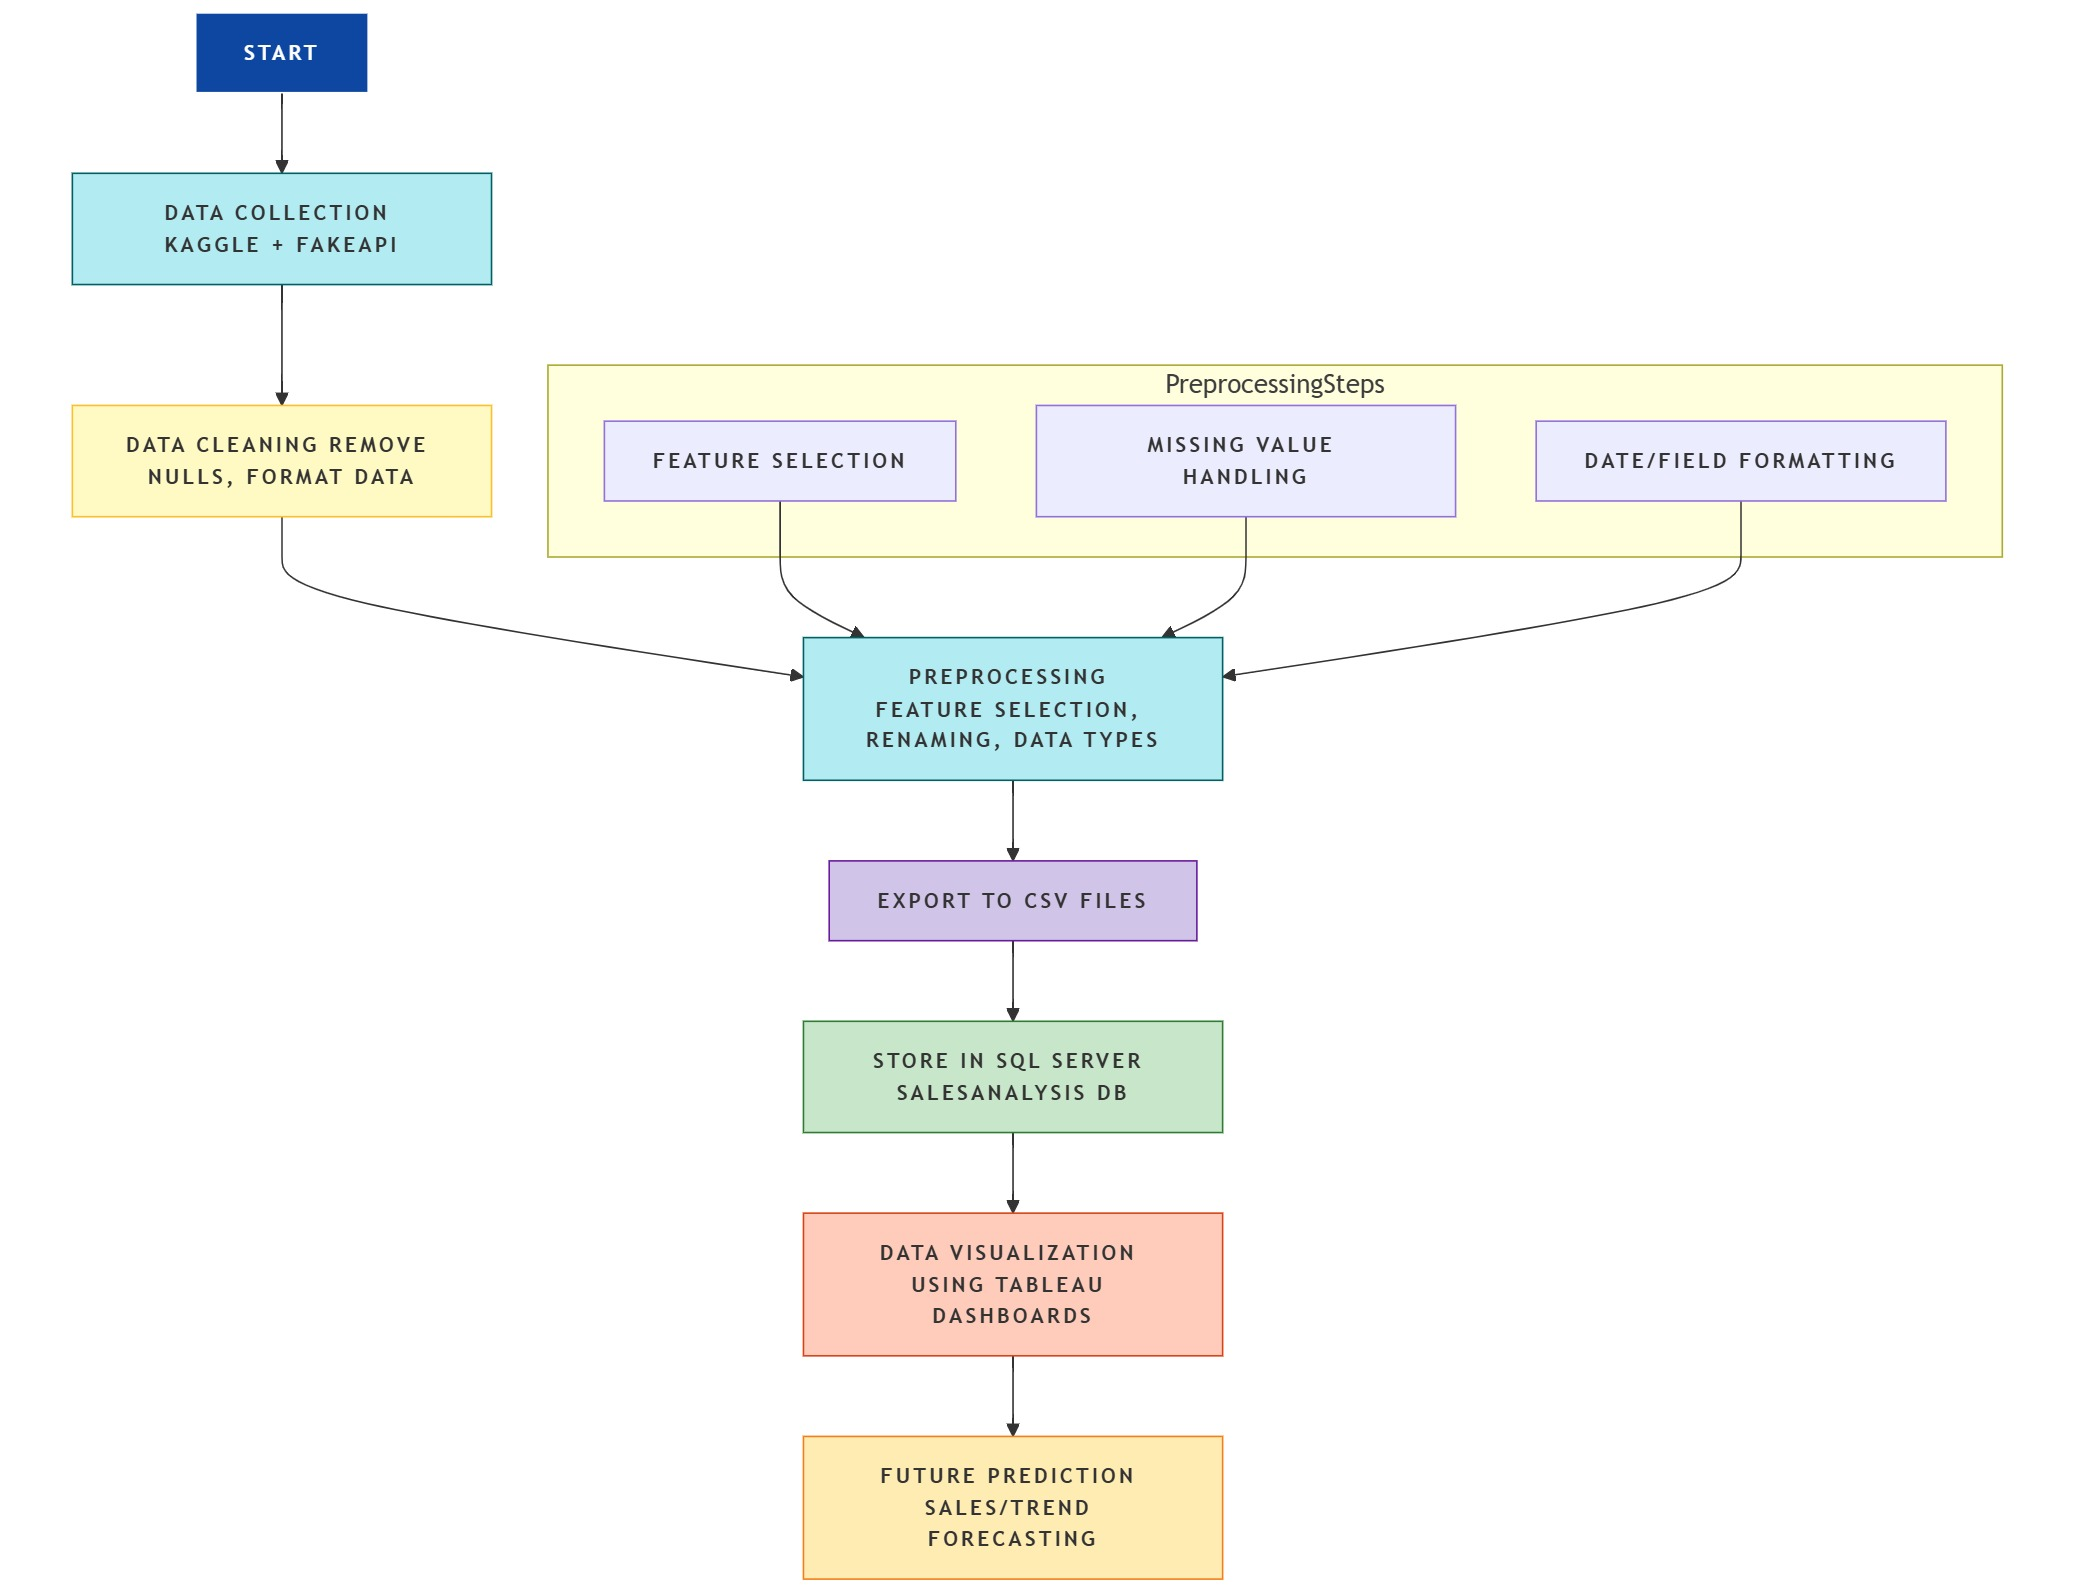 START
DATA COLLECTION
KAGGLE + FAKEAPI
DATA CLEANING REMOVE
NULLS, FORMAT DATA
PreprocessingSteps
FEATURE SELECTION
MISSING VALUE
HANDLING
DATE/FIELD FORMATTING
PREPROCESSING
FEATURE SELECTION,
RENAMING, DATA TYPES
EXPORT TO CSV FILES
STORE IN SQL SERVER
SALESANALYSIS DB
DATA VISUALIZATION
USING TABLEAU
DASHBOARDS
FUTURE PREDICTION
SALES/TREND
FORECASTING